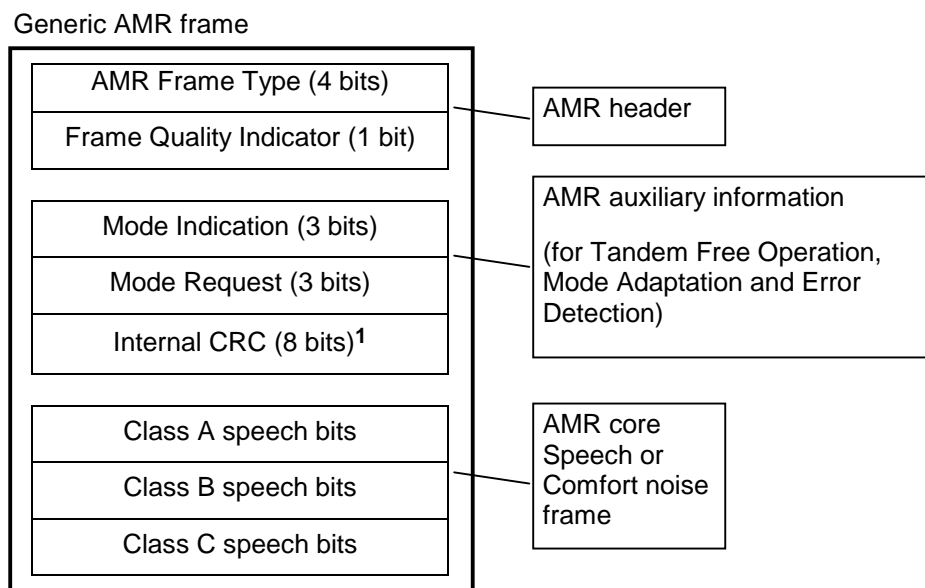 Generic AMR frame
AMR Frame Type (4 bits)
Frame Quality Indicator (1 bit)
AMR header
Mode Indication (3 bits)
Mode Request (3 bits)
Internal CRC (8 bits)1
AMR auxiliary information
(for Tandem Free Operation,
Mode Adaptation and Error
Detection)
Class A speech bits
Class B speech bits
Class C speech bits
AMR core
Speech or
Comfort noise
frame